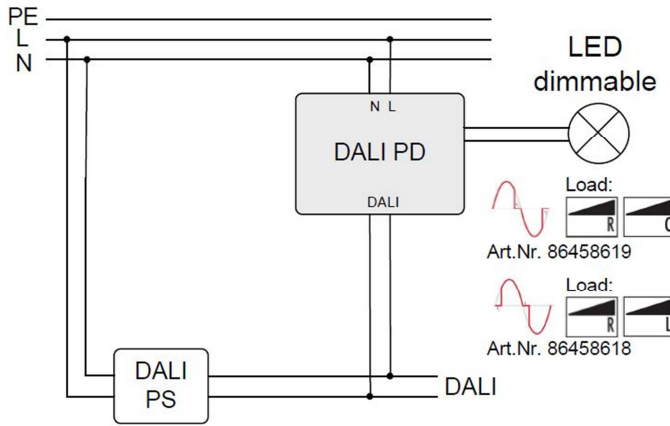 PE
L
N
LED
dimmable
N L
DALI PD
DALI
Load:
R
Art.Nr. 86458619
Load:
R
L
Art.Nr. 86458618
DALI
PS
DALI